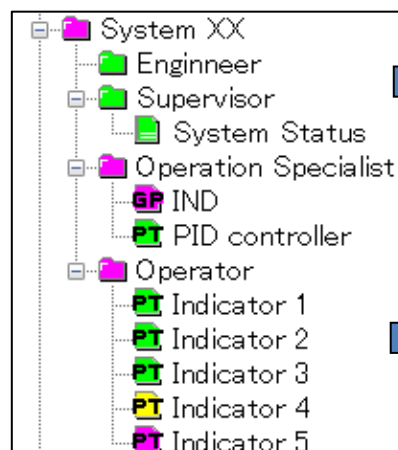 System XX
Enginneer
Supervisor
System Status
Operation Specialist
GP IND
PT PID controller
Operator
PT Indicator 1
PT Indicator 2
PT Indicator 3
PT Indicator 4
PT Indicator 5